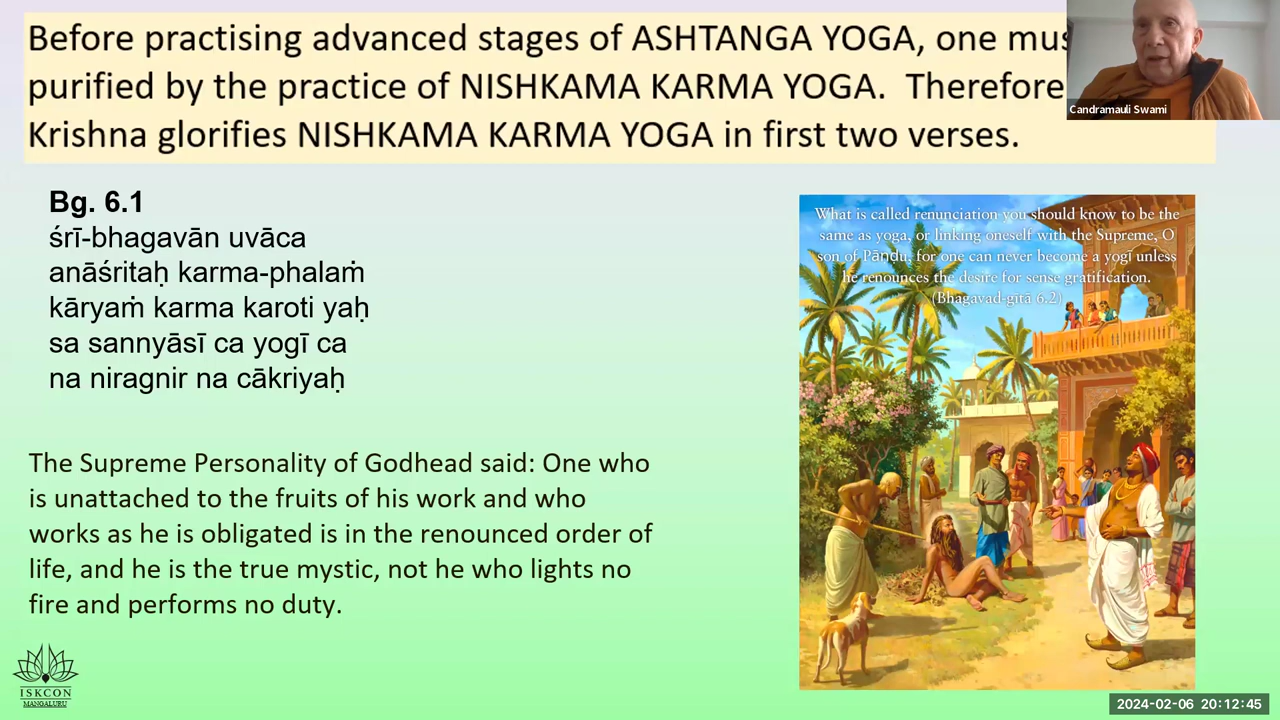 Before practising advanced stages of ASHTANGA YOGA, one mus
purified by the practice of NISHKAMA KARMA YOGA. Therefore
Krishna glorifies NISHKAMA KARMA YOGA in first two verses.
Candramauli Swami
Bg. 6.1
śrī-bhagavān uvāca
anāśritaḥ karma-phalaṁ
kāryaṁ karma karoti yaḥ
sa sannyāsī ca yogī ca
na niragnir na cākriyaḥ
The Supreme Personality of Godhead said: One who
is unattached to the fruits of his work and who
works as he is obligated is in the renounced order of
life, and he is the true mystic, not he who lights no
fire and performs no duty.
What is called renunciation you should know to be the
same as yoga, or linking oneself with the Supreme, O
son of Pāṇḍu, for one can never become a yogī unless
he renounces the desire for sense gratification.
(Bhagavad-gītā 6.2)
ISKCON
MANGALURU
2024-02-06 20:12:45